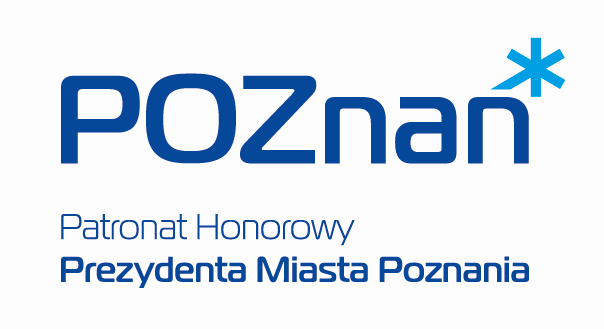 POZnan*
Patronat Honorowy
Prezydenta Miasta Poznania